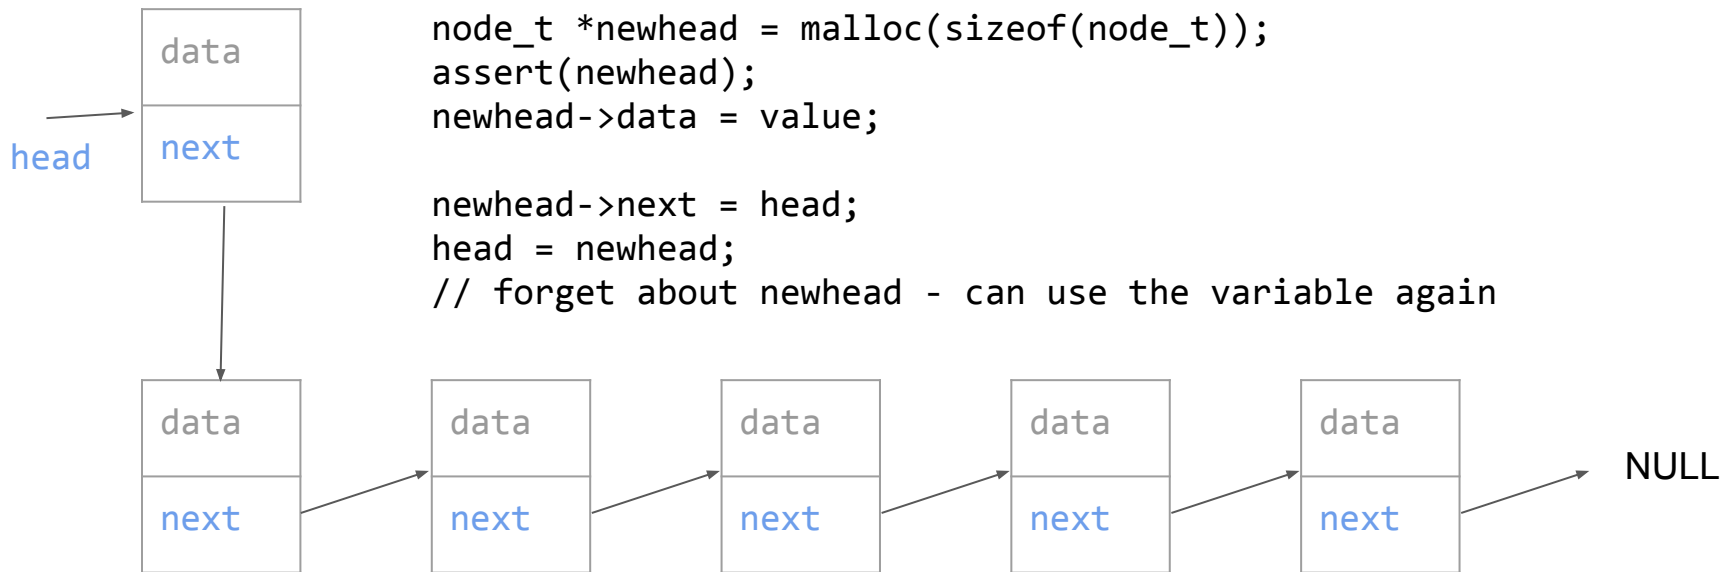 data
head
next
node_t *newhead = malloc(sizeof(node_t));
assert(newhead);
newhead->data = value;
newhead->next = head;
head = newhead;
// forget about newhead - can use the variable again
data
data
data
data
data
NULL
next
next
next
next
next